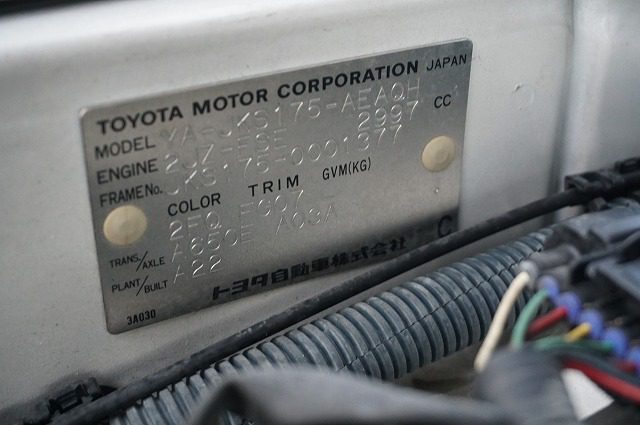 TOYOTA MOTOR CORPORATION JAPAN
MODEL UA-JKS175-AEAQH
ENGINE 2JZ-FSE 2997 CC
FRAME No. JKS175-0001377
COLOR TRIM GVM(KG)
2FQ FG07
TRANS/AXLE A650E A03A
PLANT/BUILT A22 C
トヨタ自動車株式会社
3A030